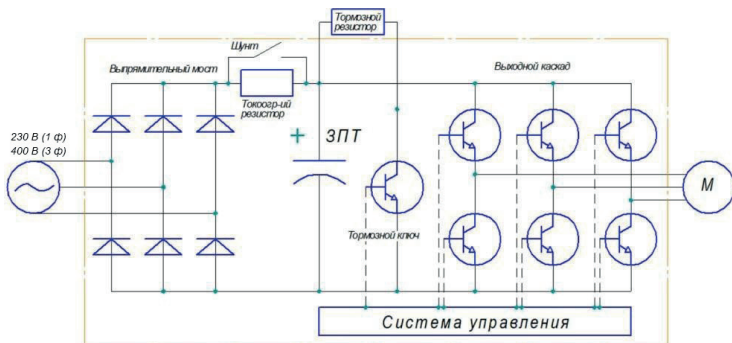 Тормозной
резистор
Шунт
Выпрямительный мост
Выходной каскад
Токоогр-ий
резистор
230 В (1 ф)
400 В (3 ф)
+ ЗПТ
М
Тормозной ключ
Система управления